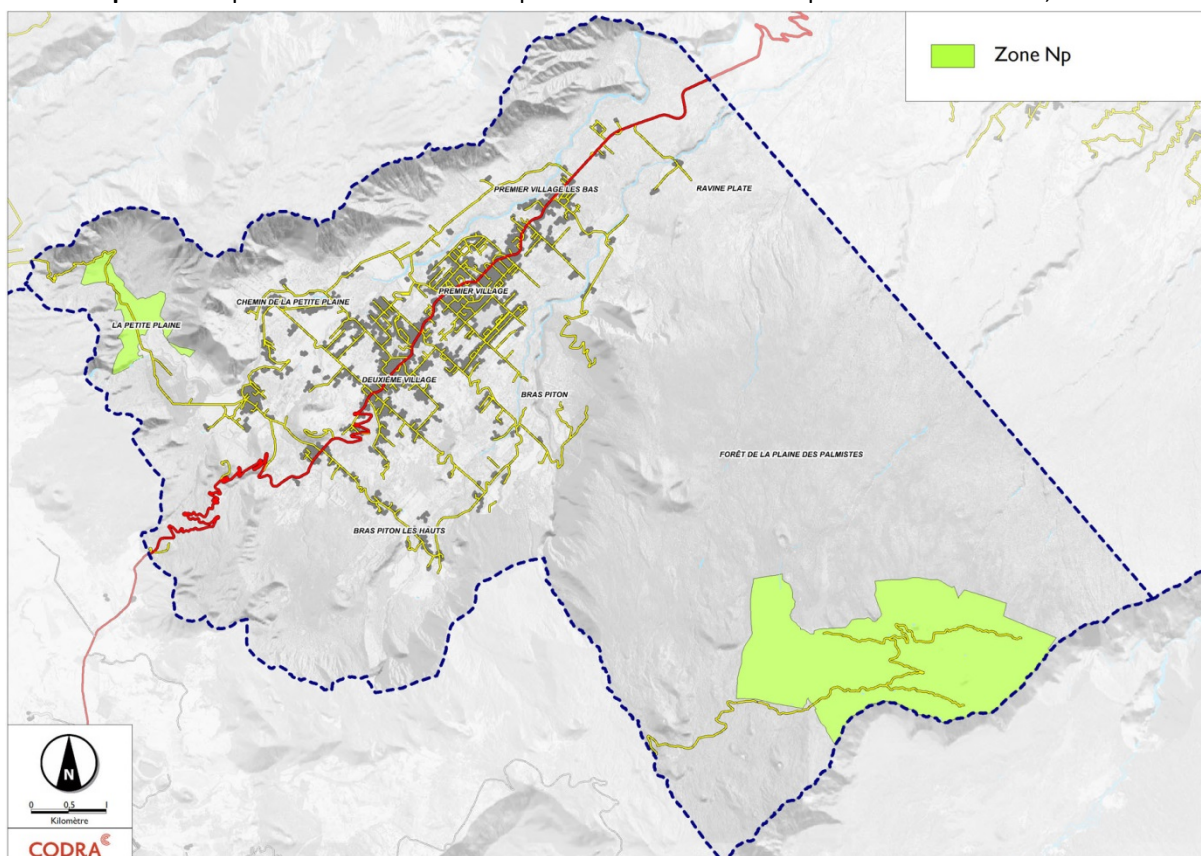 Zone Np
PREMIER VILLAGE LES BAS
RAVINE PLATE
CHEMIN DE LA PETITE PLAINE
PREMIER VILLAGE
LA PETITE PLAINE
DEUXIÈME VILLAGE
BRAS PITON
FORÊT DE LA PLAINE DES PALMISTES
BRAS PITON LES HAUTS
N
0 0,5 1
Kilomètre
CODRA